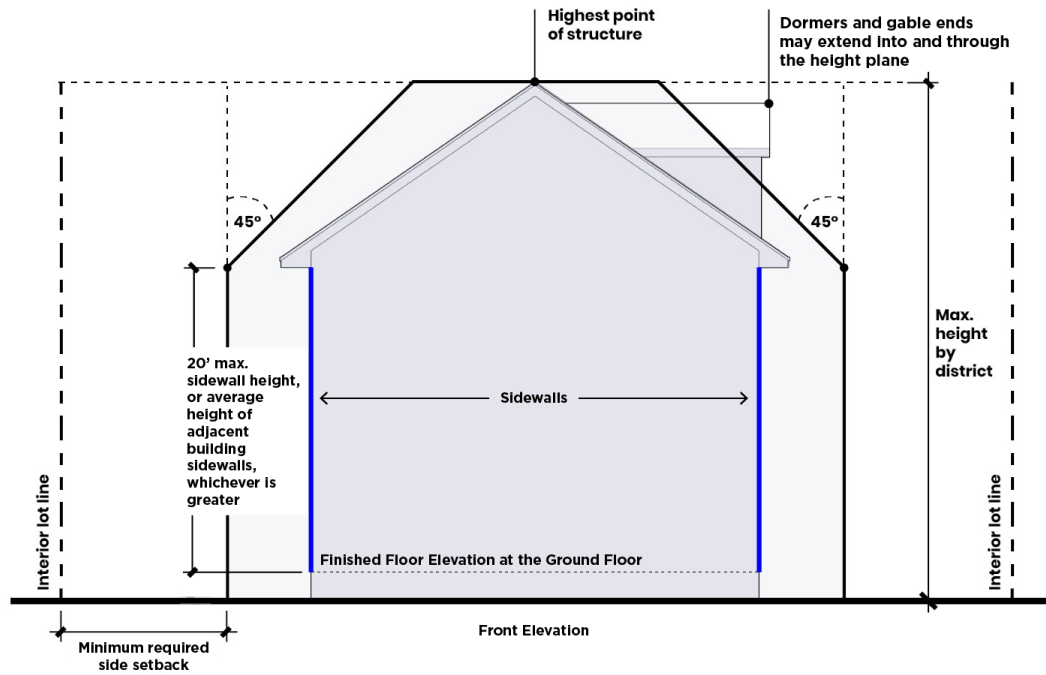 Highest point
of structure
Dormers and gable ends
may extend into and through
the height plane
45º
45º
Max.
height
by
district
20’ max.
sidewall height,
or average
height of
adjacent
building
sidewalls,
whichever is
greater
Sidewalls
Interior lot line
Interior lot line
Finished Floor Elevation at the Ground Floor
Front Elevation
Minimum required
side setback